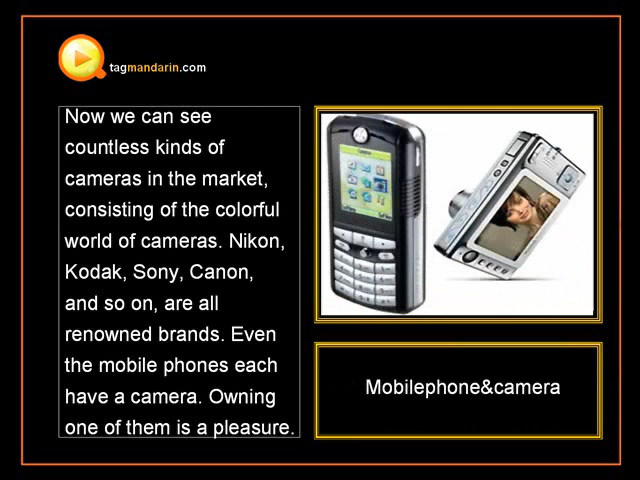 tagmandarin.com
Now we can see
countless kinds of
cameras in the market,
consisting of the colorful
world of cameras. Nikon,
Kodak, Sony, Canon,
and so on, are all
renowned brands. Even
the mobile phones each
have a camera. Owning
one of them is a pleasure.
Mobilephone&camera